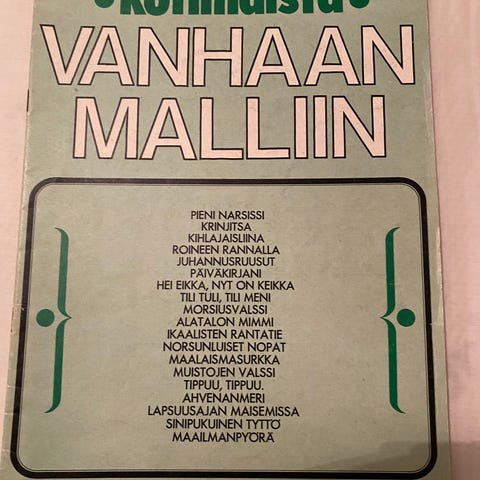 kotimaista
VANHAAN
MALLIIN
PIENI NARSISSI
KRINJITSA
KIHLAJAISLIINA
ROINEEN RANNALLA
JUHANNUSRUUSUT
PÄIVÄKIRJANI
HEI EIKKA, NYT ON KEIKKA
TILI TULI, TILI MENI
MORSIUSVALSSI
ALATALON MIMMI
IKAALISTEN RANTATIE
NORSUNLUISET NOPAT
MAALAISMASURKKA
MUISTOJEN VALSSI
TIPPUU, TIPPUU.
AHVENANMERI
LAPSUUSAJAN MAISEMISSA
SINIPUKUINEN TYTTÖ
MAAILMANPYÖRÄ